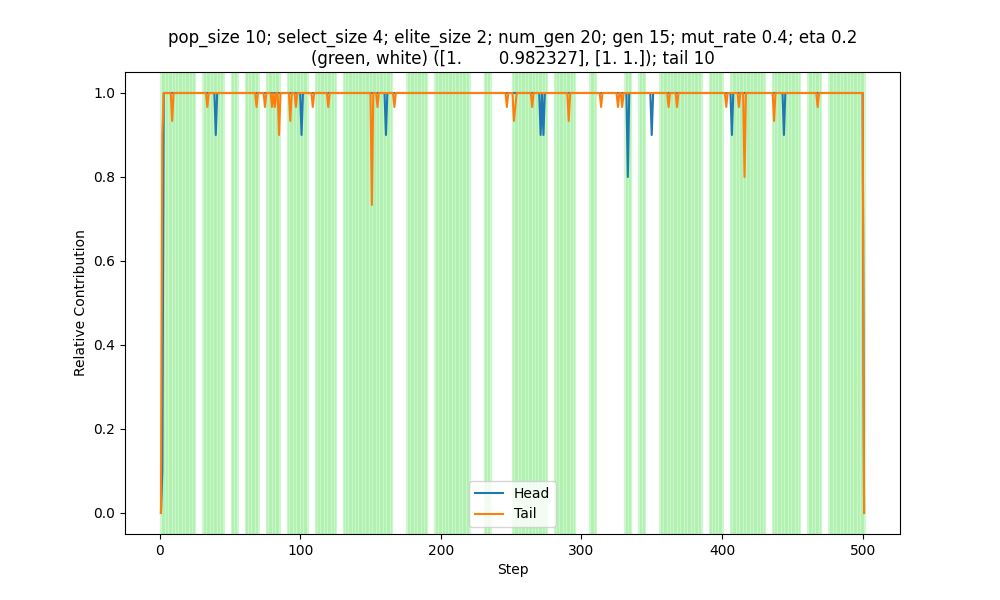 pop_size 10; select_size 4; elite_size 2; num_gen 20; gen 15; mut_rate 0.4; eta 0.2
(green, white) ([1.       0.982327], [1. 1.]); tail 10
1.0
0.8
0.6
0.4
0.2
0.0
Relative Contribution
Head
Tail
0 100 200 300 400 500
Step